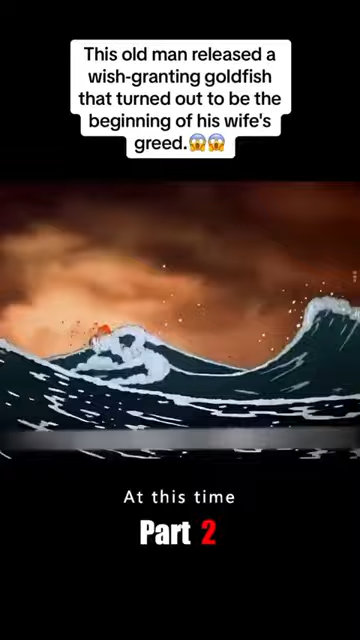 This old man released a
wish-granting goldfish
that turned out to be the
beginning of his wife's
greed.😱😱
At this time
Part 2